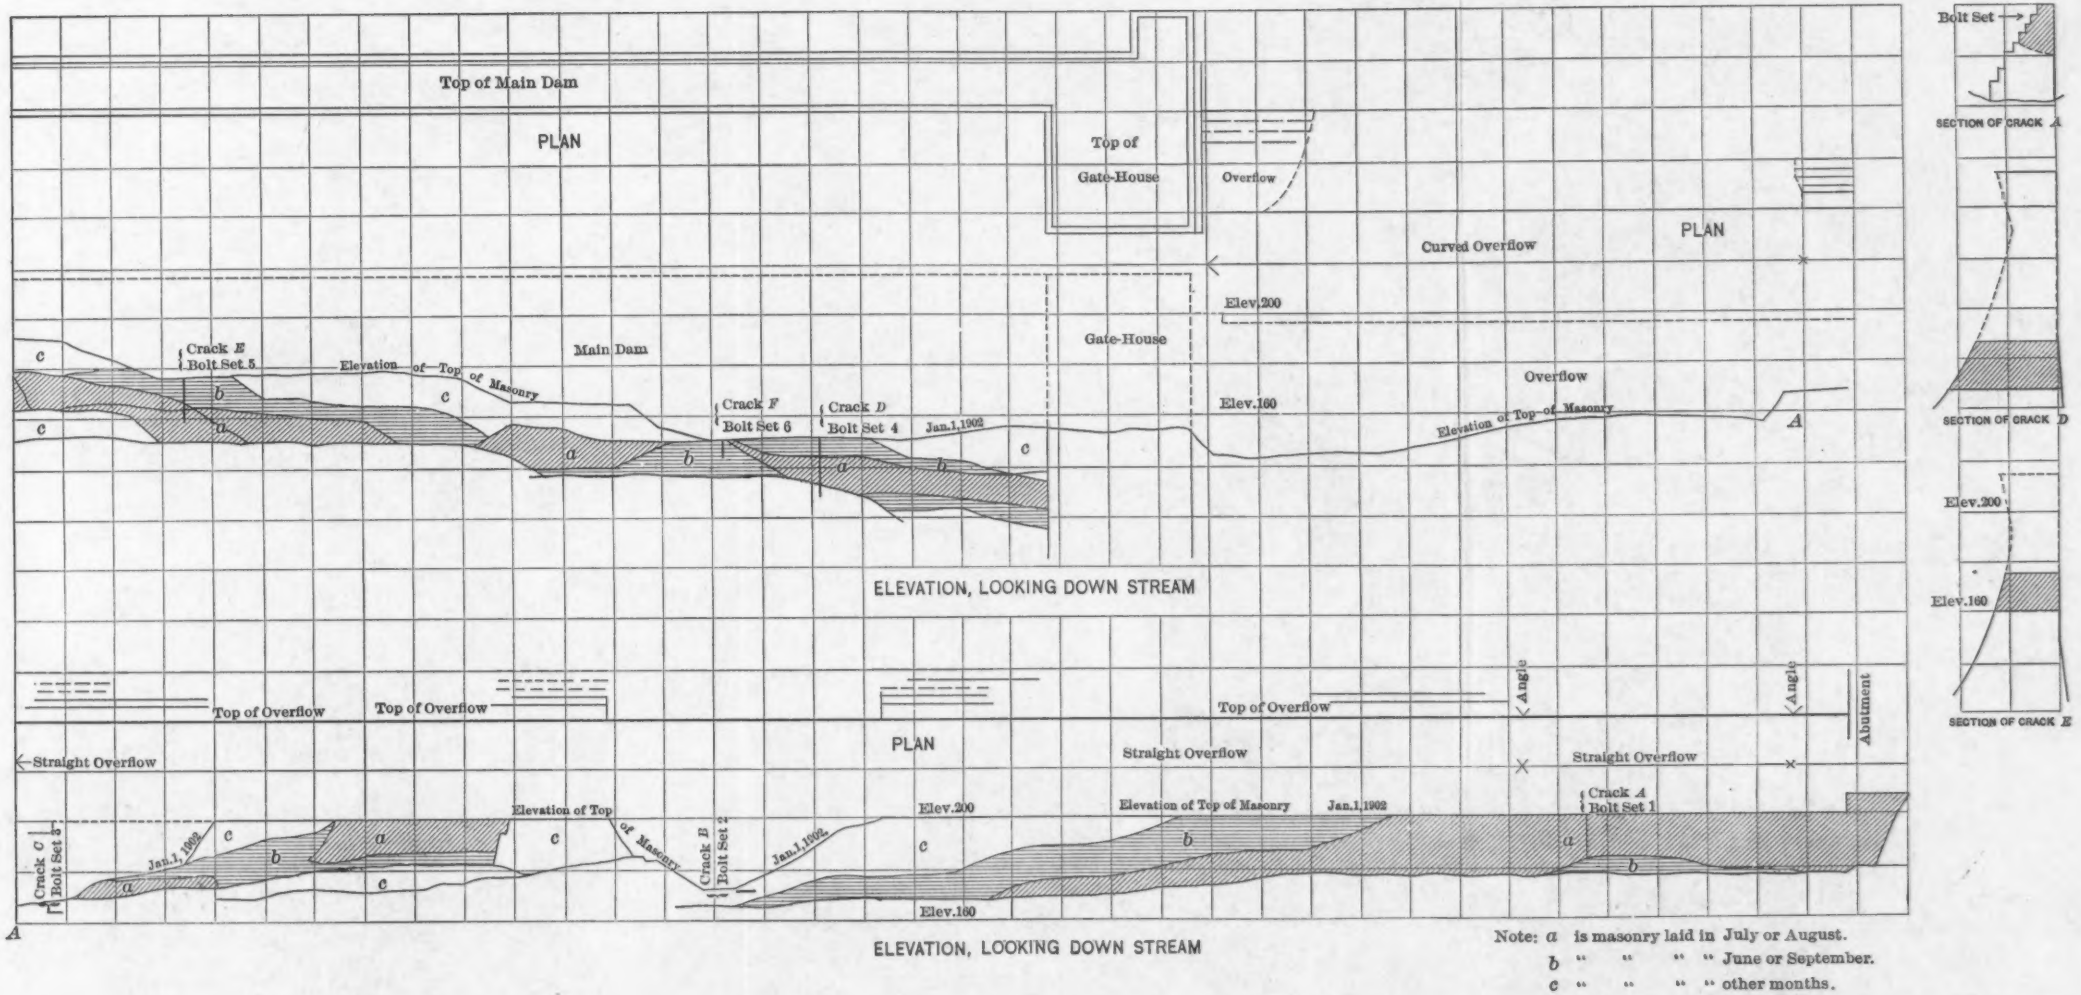 Top of Main Dam
PLAN
Top of
Gate-House
Overflow
PLAN
Curved Overflow
Elev.200
Gate-House
Crack E
Bolt Set 5
Main Dam
Elevation of Top of Masonry
c
b
c
a
c
Crack F
Bolt Set 6
Crack D
Bolt Set 4
Jan.1,1902
Elev.160
Overflow
Elevation of Top of Masonry
A
a
b
a
b
c
ELEVATION, LOOKING DOWN STREAM
Bolt Set
SECTION OF CRACK A
SECTION OF CRACK D
Elev.200
Elev.160
SECTION OF CRACK E
Top of Overflow
Top of Overflow
Top of Overflow
Angle
Angle
Abutment
PLAN
Straight Overflow
Straight Overflow
Straight Overflow
Crack A
Bolt Set 1
Crack C
Bolt Set 3
Jan.1, 1902
c
a
b
a
c
Elevation of Top
of Masonry
c
Crack B
Bolt Set 2
Jan.1, 1902.
Elev.200
c
Elevation of Top of Masonry
Jan.1,1902
b
a
b
Elev.160
A
ELEVATION, LOOKING DOWN STREAM
Note: a is masonry laid in July or August.
b " " " " June or September.
c " " " " other months.